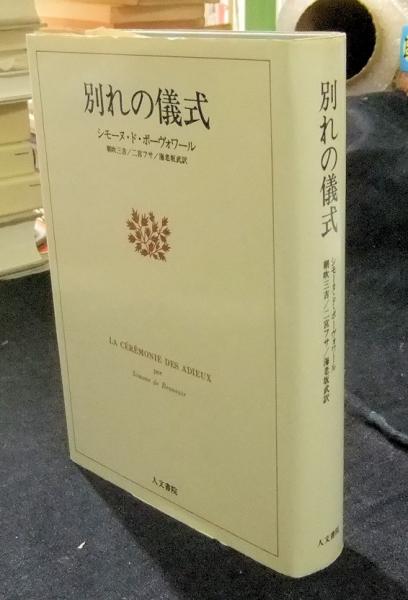 別れの儀式
シモーヌ・ド・ボーヴォワール
朝吹三吉／二宮フサ／海老坂武訳
LA CÉRÉMONIE DES ADIEUX
par
Simone de Beauvoir
人文書院
別れの儀式
シモーヌ・ド・ボーヴォワール
朝吹三吉／二宮フサ／海老坂武訳
人文書院